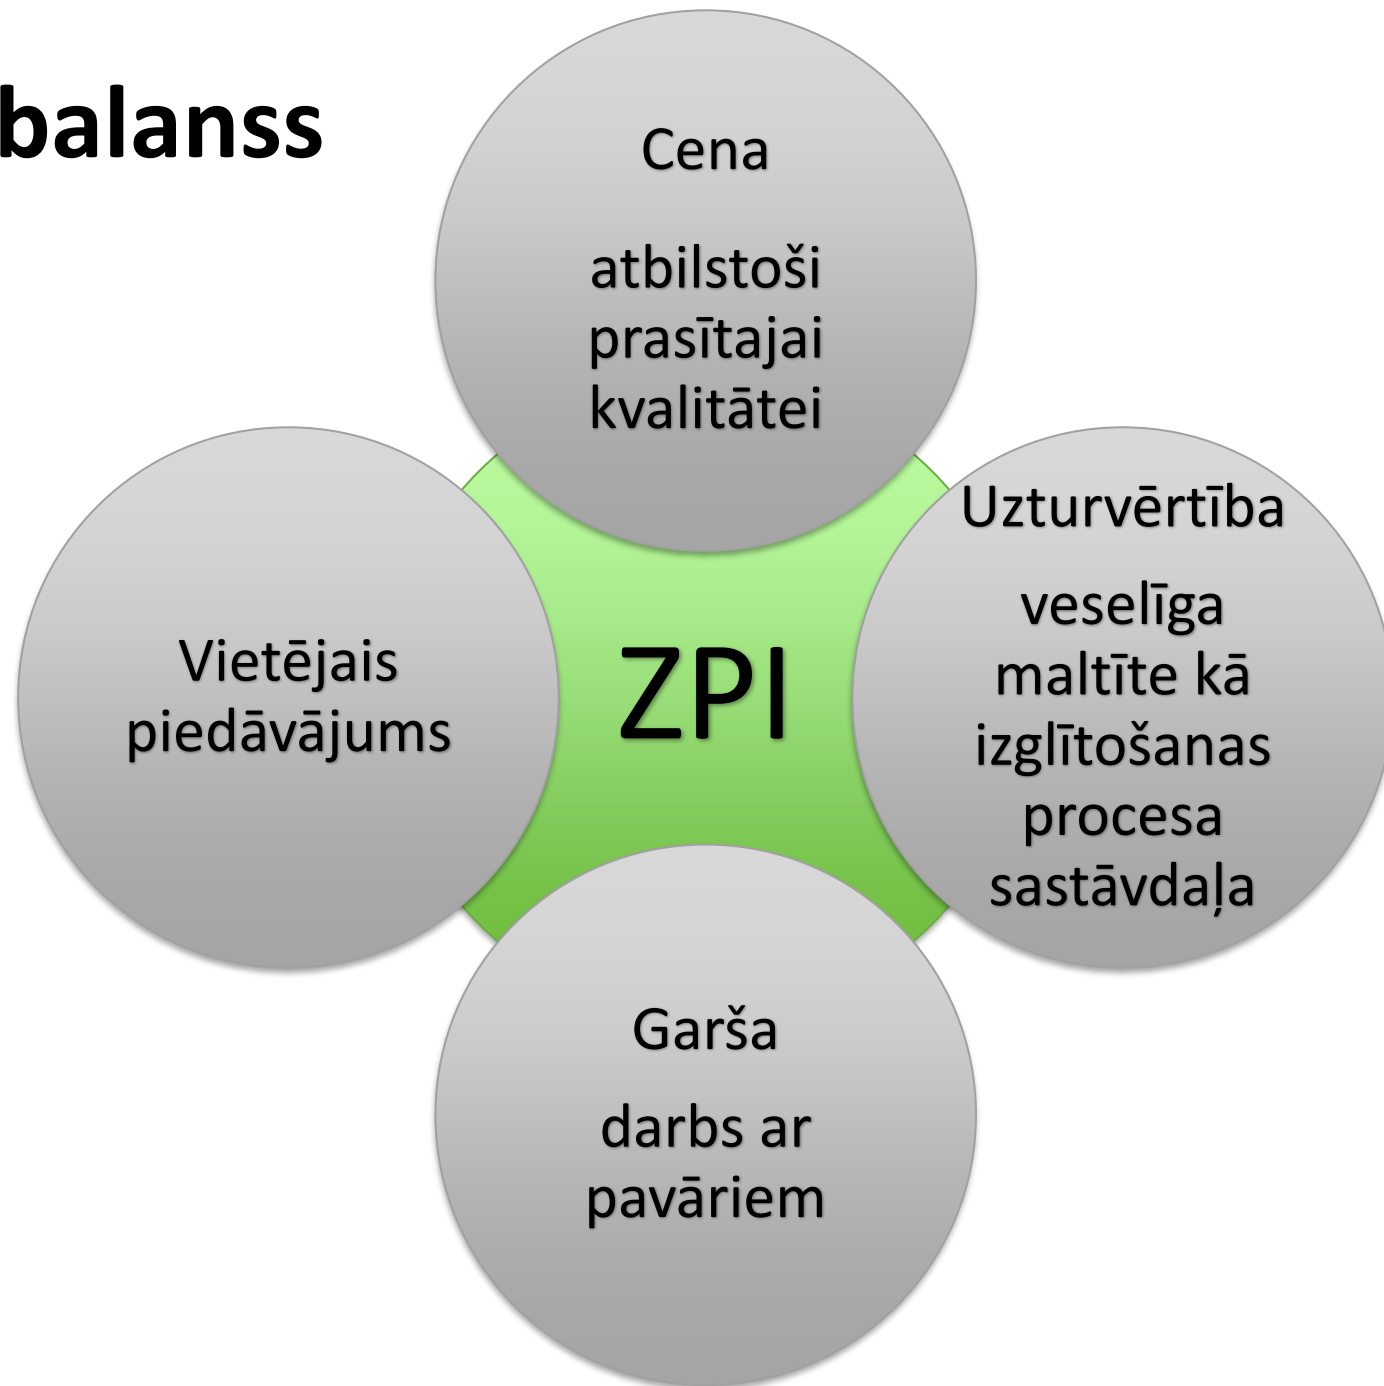 balanss
Cena
atbilstoši
prasītajai
kvalitātei
Vietējais
piedāvājums
ZPI
Uzturvērtība
veselīga
maltīte kā
izglītošanas
procesa
sastāvdaļa
Garša
darbs ar
pavāriem